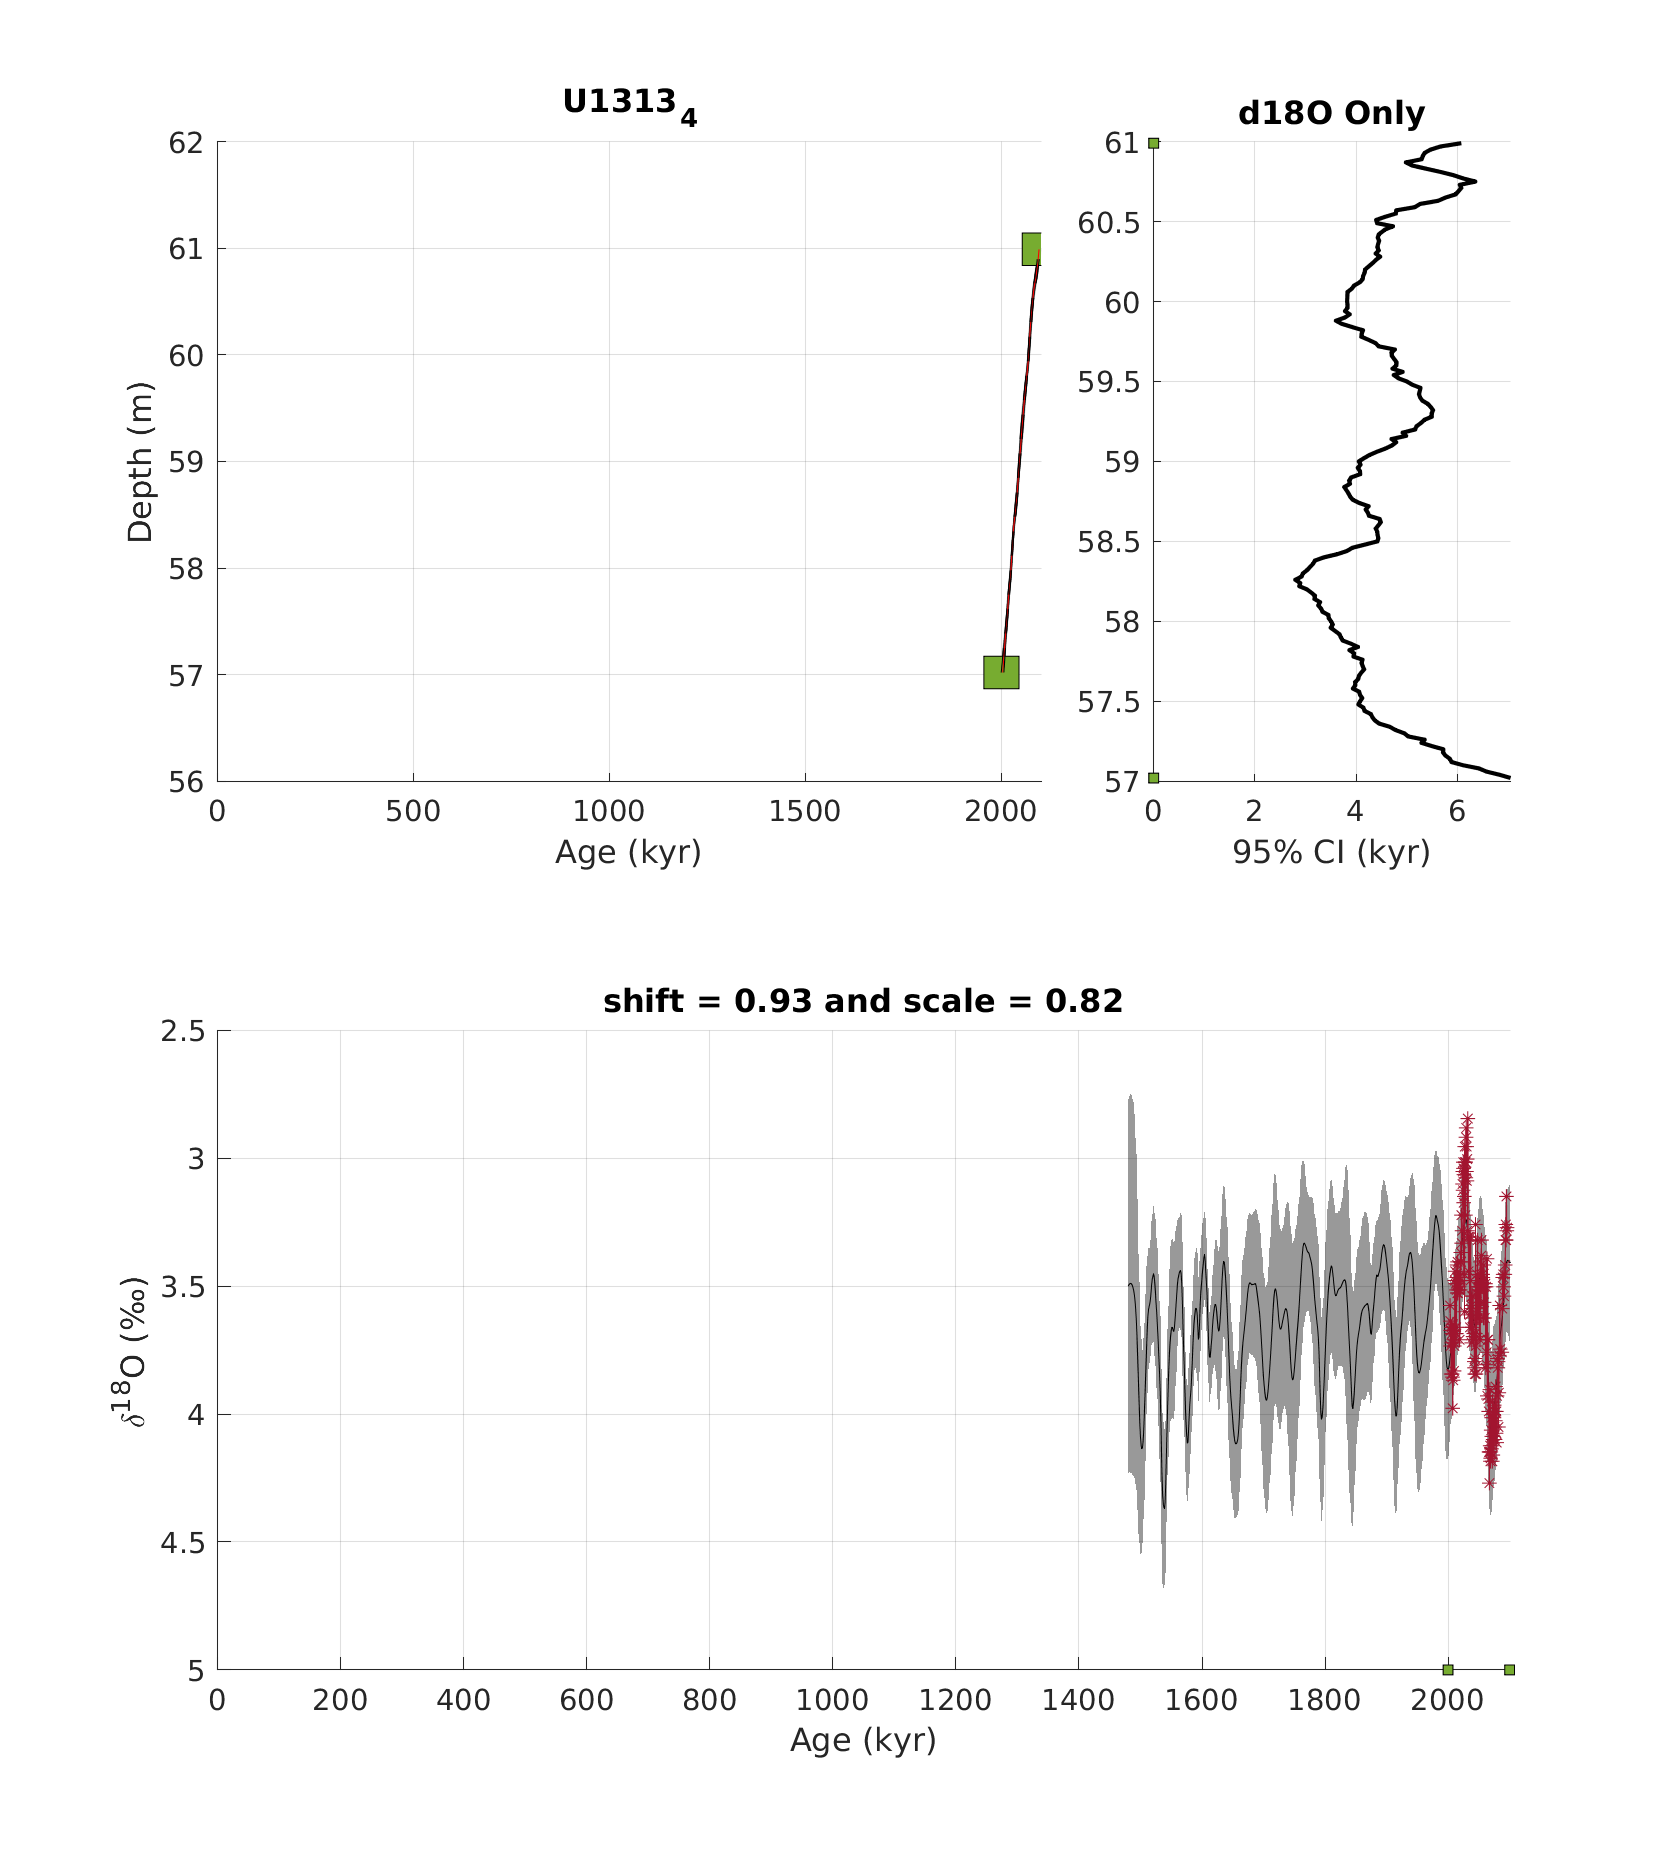 U1313₄
62
61
60
59
58
57
56
Depth (m)
0 500 1000 1500 2000
Age (kyr)
d18O Only
61
60.5
60
59.5
59
58.5
58
57.5
57
0 2 4 6
95% CI (kyr)
shift = 0.93 and scale = 0.82
2.5
3
3.5
4
4.5
5
δ¹⁸O (‰)
0 200 400 600 800 1000 1200 1400 1600 1800 2000
Age (kyr)